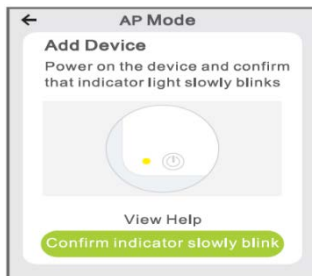 AP Mode
Add Device
Power on the device and confirm
that indicator light slowly blinks
View Help
Confirm indicator slowly blink